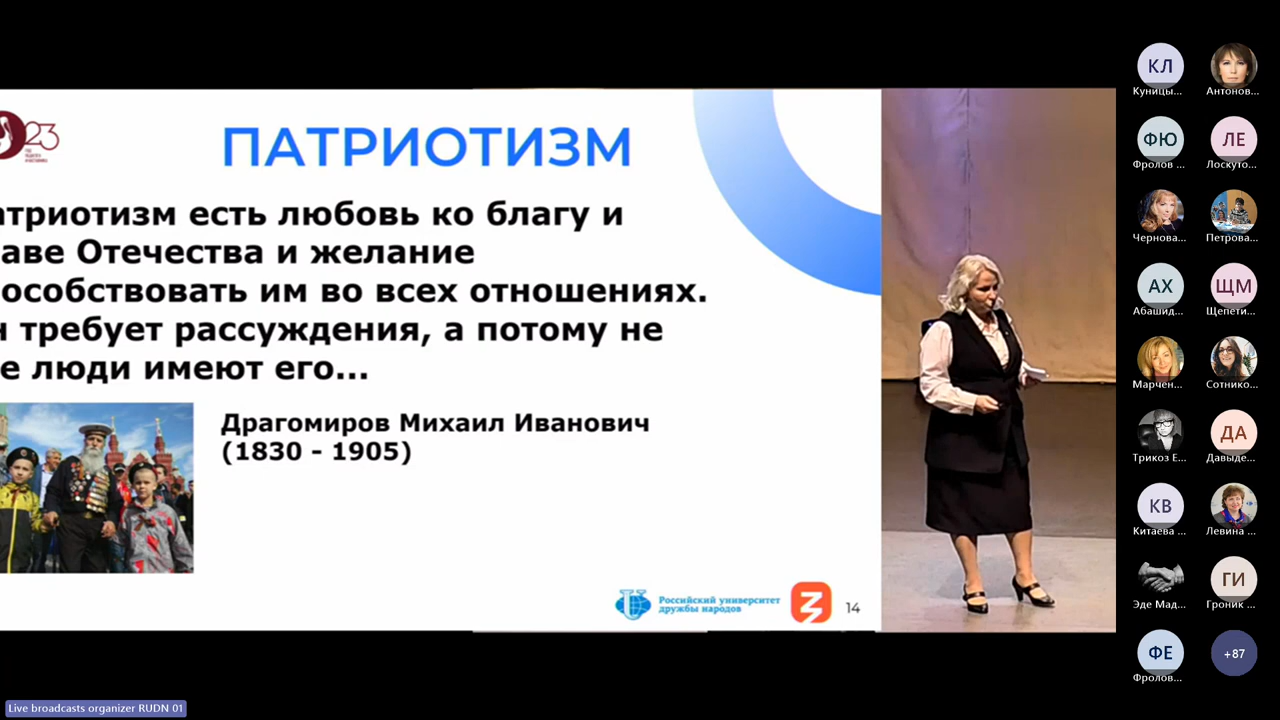 23
ПАТРИОТИЗМ
атриотизм есть любовь ко благу и
аве Отечества и желание
особствовать им во всех отношениях.
н требует рассуждения, а потому не
е люди имеют его...
Драгомиров Михаил Иванович
(1830 - 1905)
Российский университет
дружбы народов
14
КЛ
Куницы...
Антонов...
ФЮ
Фролов ...
ЛЕ
Лоскуто...
Чернова...
Петрова...
АХ
Абашид...
ЩМ
Щепети...
Марчен...
Сотнико...
Трикоз Е...
ДА
Давыде...
КВ
Китаева ...
Левина ...
Эде Мад...
ГИ
Гроник ...
ФЕ
Фролов...
+87
Live broadcasts organizer RUDN 01